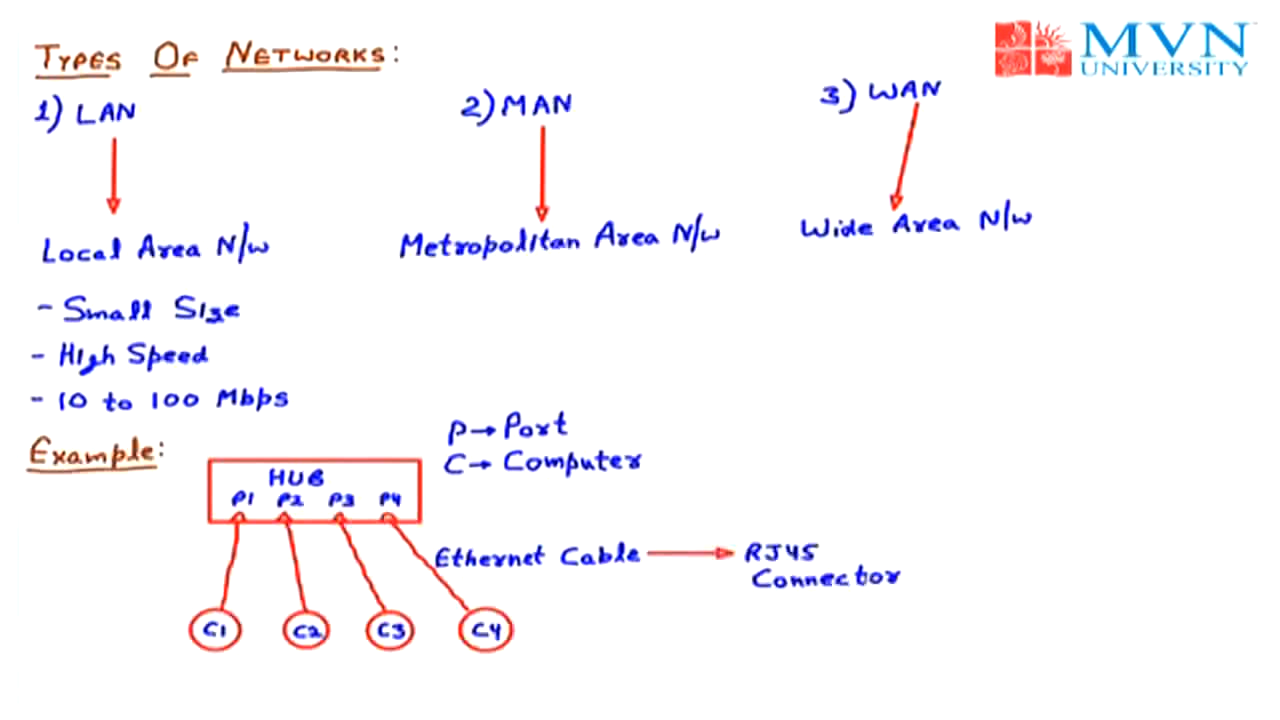 TYPES OF NETWORKS:
MVN
UNIVERSITY
1) LAN
2) MAN
3) WAN
Local Area N/w
Metropolitan Area N/w
Wide Area N/w
- Small Size
- High Speed
- 10 to 100 Mbps
Example:
P→Port
C→Computer
HUB
P1 P2 P3 P4
Ethernet Cable → RJ45
Connector
C1 C2 C3 C4